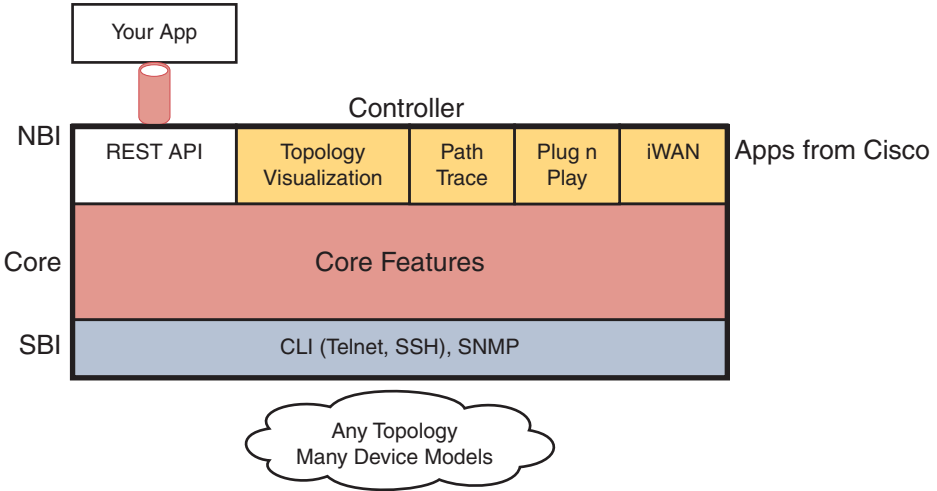 Your App
Controller
NBI
REST API
Topology
Visualization
Path
Trace
Plug n
Play
iWAN
Apps from Cisco
Core
Core Features
SBI
CLI (Telnet, SSH), SNMP
Any Topology
Many Device Models